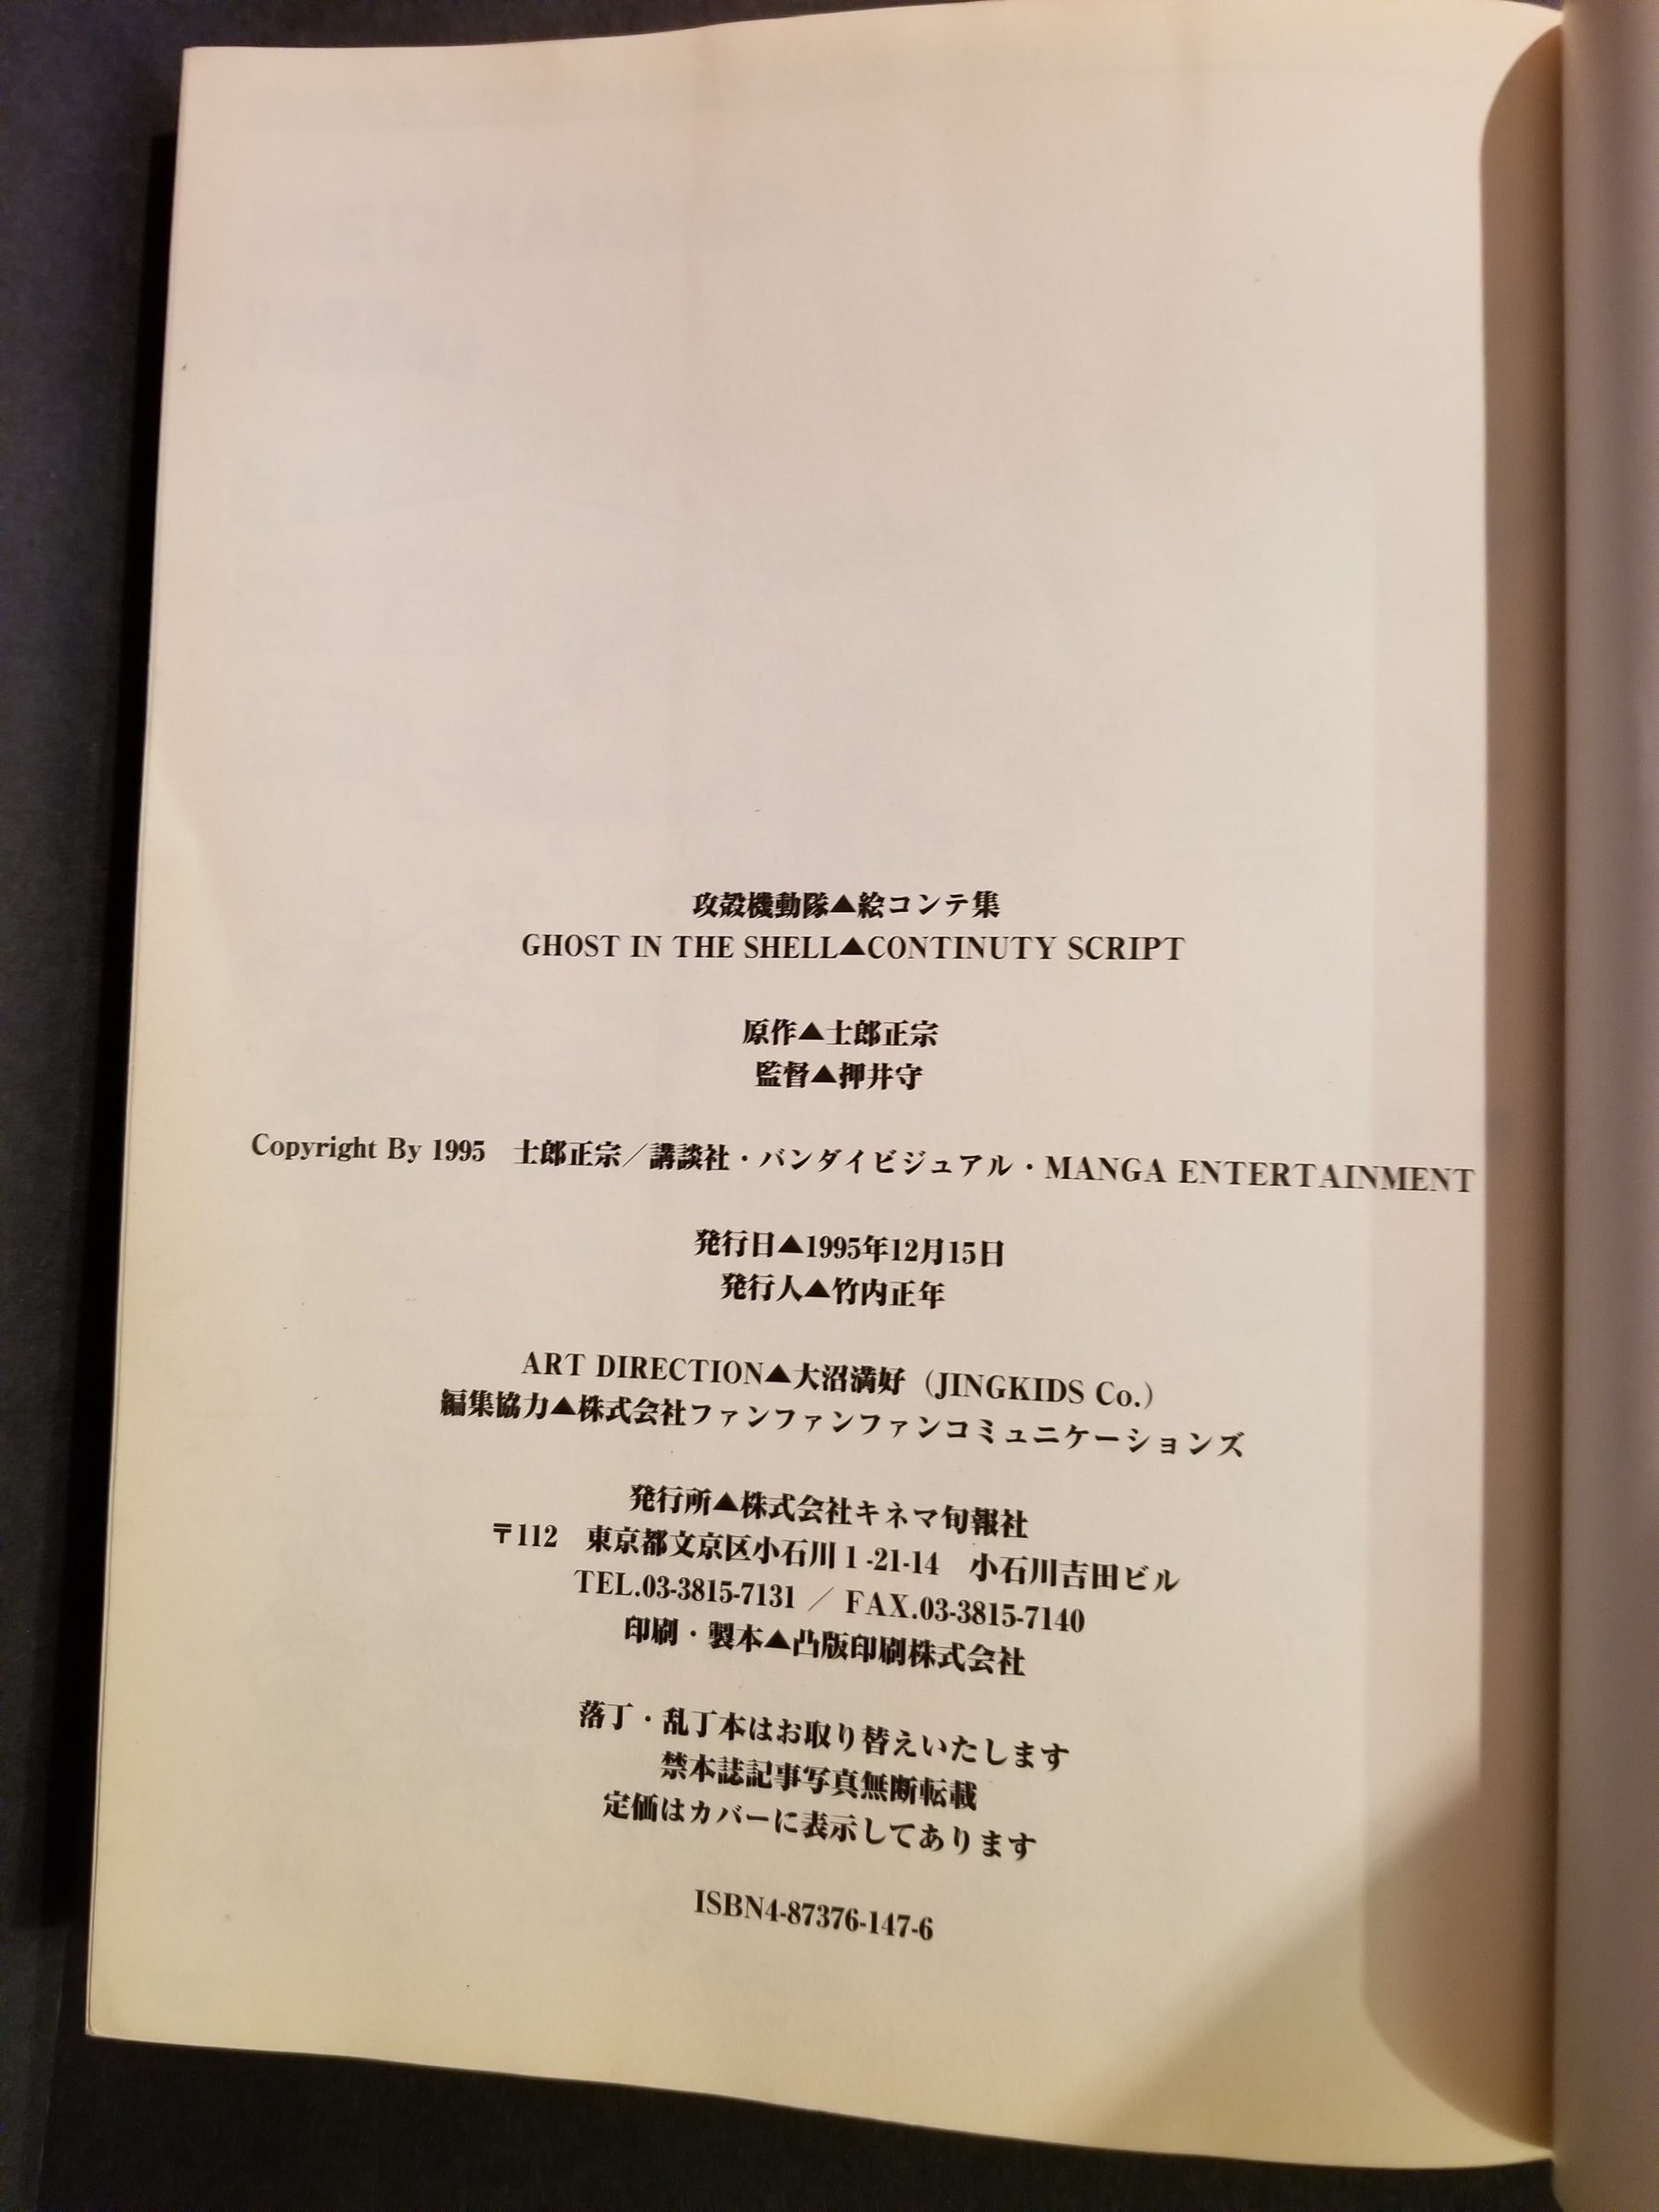 攻殻機動隊▲絵コンテ集
GHOST IN THE SHELL▲CONTINUTY SCRIPT
原作▲士郎正宗
監督▲押井守
Copyright By 1995　士郎正宗／講談社・バンダイビジュアル・MANGA ENTERTAINMENT
発行日▲1995年12月15日
発行人▲竹内正年
ART DIRECTION▲大沼満好（JINGKIDS Co.）
編集協力▲株式会社ファンファンファンコミュニケーションズ
発行所▲株式会社キネマ旬報社
〒112　東京都文京区小石川1-21-14　小石川吉田ビル
TEL.03-3815-7131 ／ FAX.03-3815-7140
印刷・製本▲凸版印刷株式会社
落丁・乱丁本はお取り替えいたします
禁本誌記事写真無断転載
定価はカバーに表示してあります
ISBN4-87376-147-6